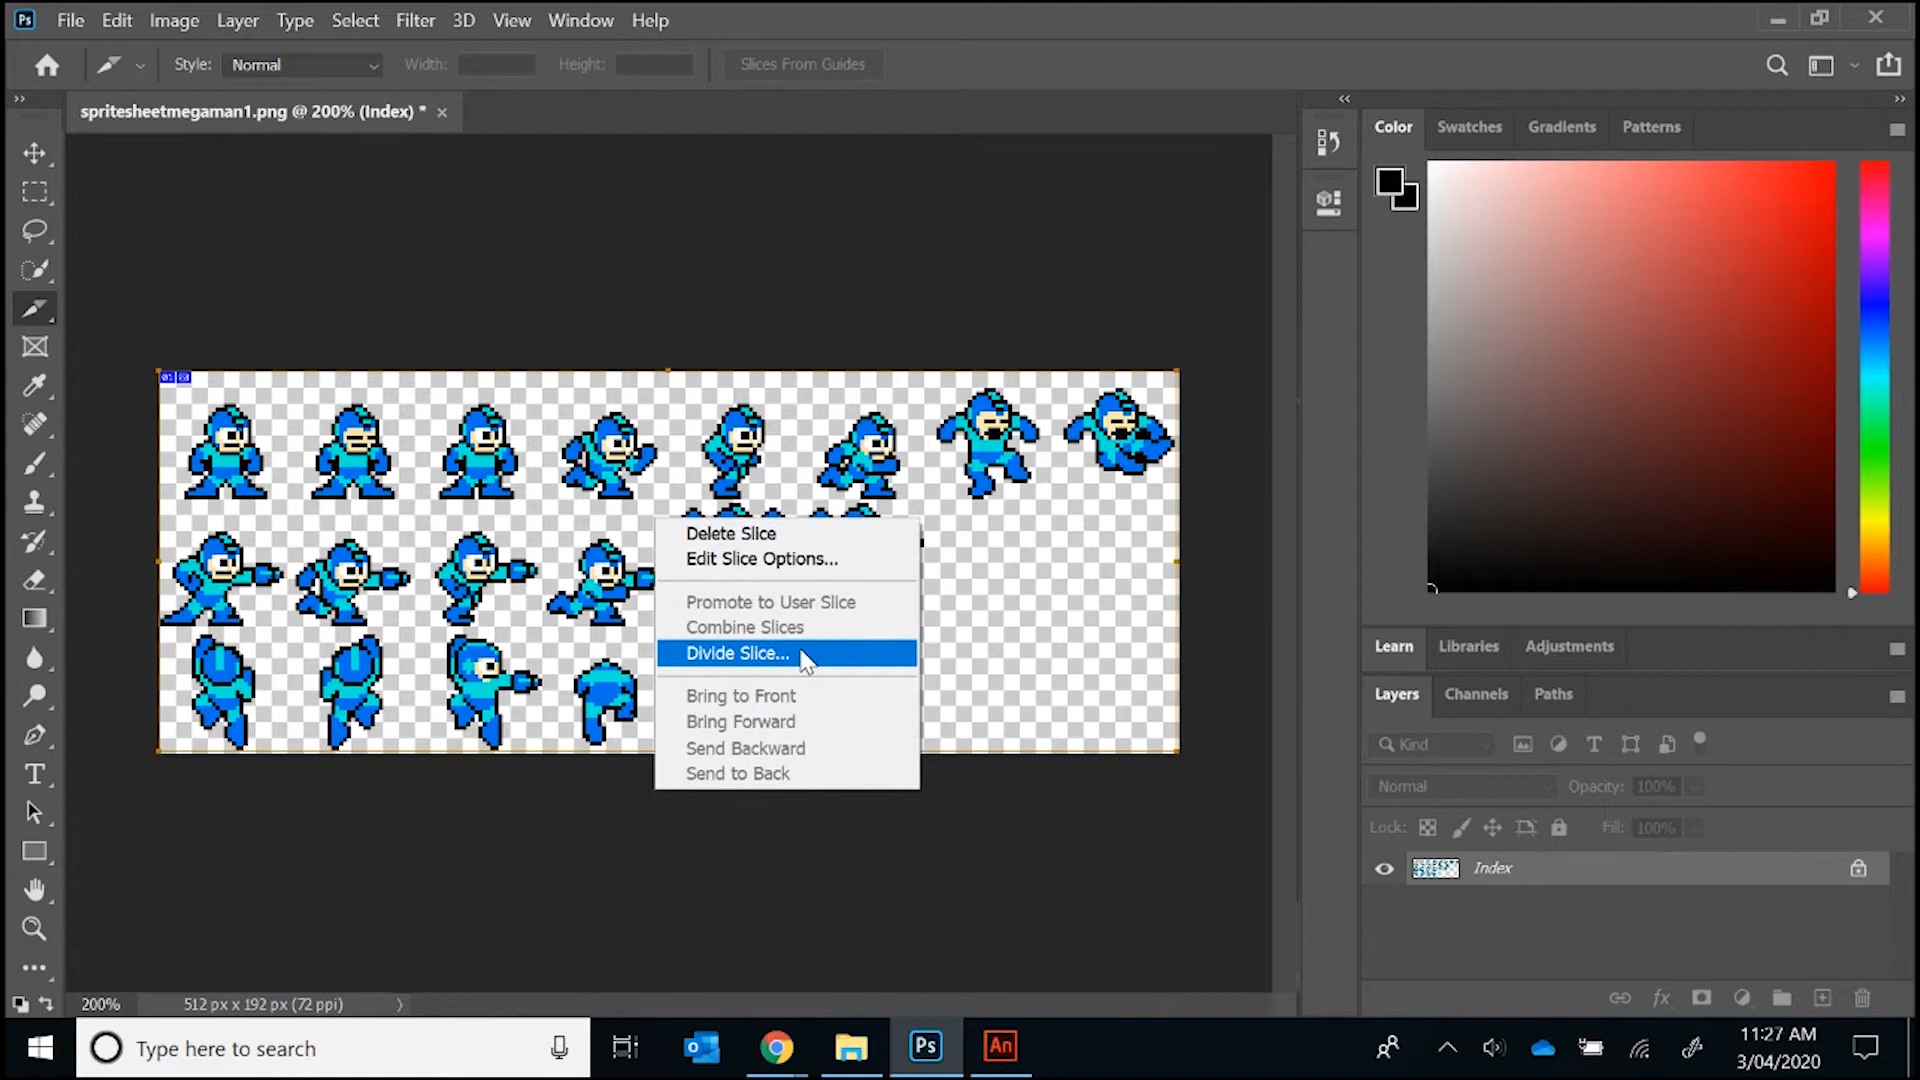 Ps File Edit Image Layer Type Select Filter 3D View Window Help
Style: Normal Width: Height: Slices From Guides
spritesheetmegaman1.png @ 200% (Index) *
Color Swatches Gradients Patterns
01
Delete Slice
Edit Slice Options...
Promote to User Slice
Combine Slices
Divide Slice...
Bring to Front
Bring Forward
Send Backward
Send to Back
Learn Libraries Adjustments
Layers Channels Paths
Kind
Normal Opacity: 100%
Lock: Fill: 100%
Index
200% 512 px x 192 px (72 ppi)
Type here to search
Ps
An
11:27 AM
3/04/2020